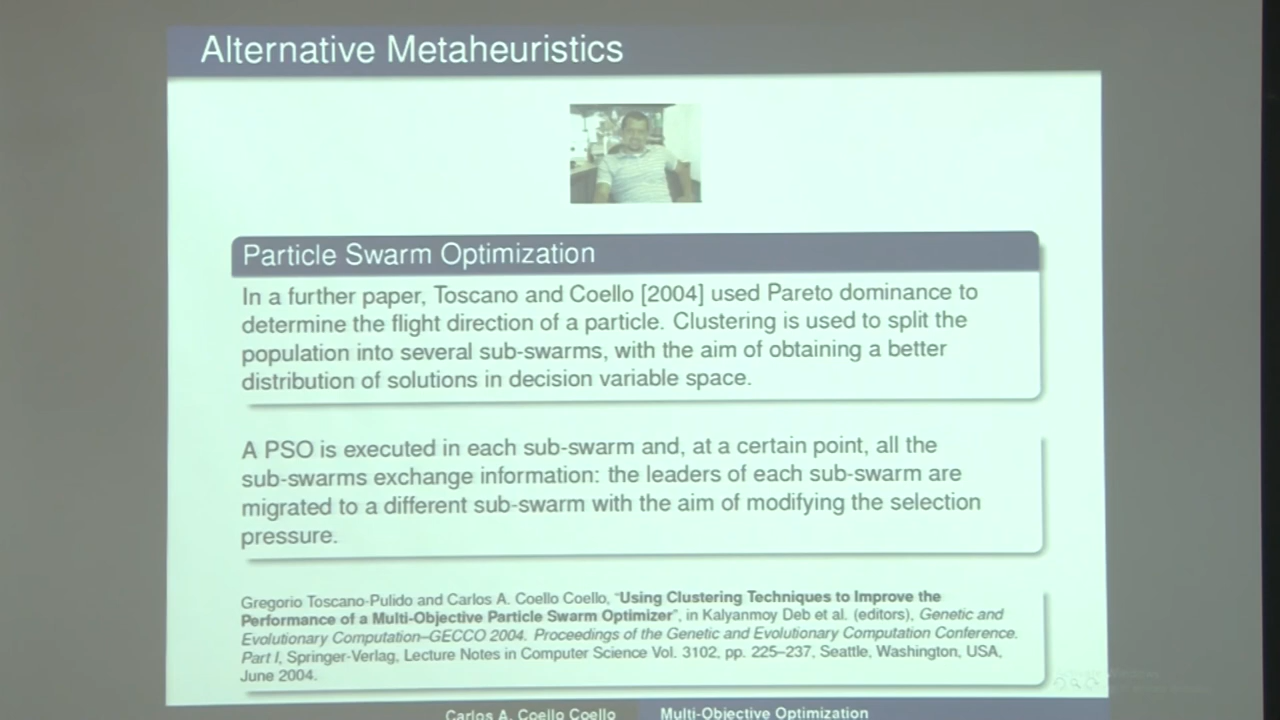 Alternative Metaheuristics
Particle Swarm Optimization
In a further paper, Toscano and Coello [2004] used Pareto dominance to
determine the flight direction of a particle. Clustering is used to split the
population into several sub-swarms, with the aim of obtaining a better
distribution of solutions in decision variable space.
A PSO is executed in each sub-swarm and, at a certain point, all the
sub-swarms exchange information: the leaders of each sub-swarm are
migrated to a different sub-swarm with the aim of modifying the selection
pressure.
Gregorio Toscano-Pulido and Carlos A. Coello Coello, "Using Clustering Techniques to Improve the
Performance of a Multi-Objective Particle Swarm Optimizer", in Kalyanmoy Deb et al. (editors), Genetic and
Evolutionary Computation–GECCO 2004. Proceedings of the Genetic and Evolutionary Computation Conference.
Part I, Springer-Verlag, Lecture Notes in Computer Science Vol. 3102, pp. 225–237, Seattle, Washington, USA,
June 2004.
Carlos A. Coello Coello Multi-Objective Optimization